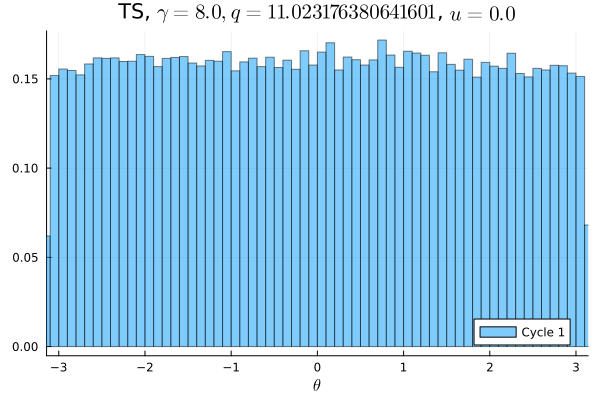 TS, γ = 8.0, q = 11.023176380641601, u = 0.0
0.15
0.10
0.05
0.00
Cycle 1
−3 −2 −1 0 1 2 3
θ